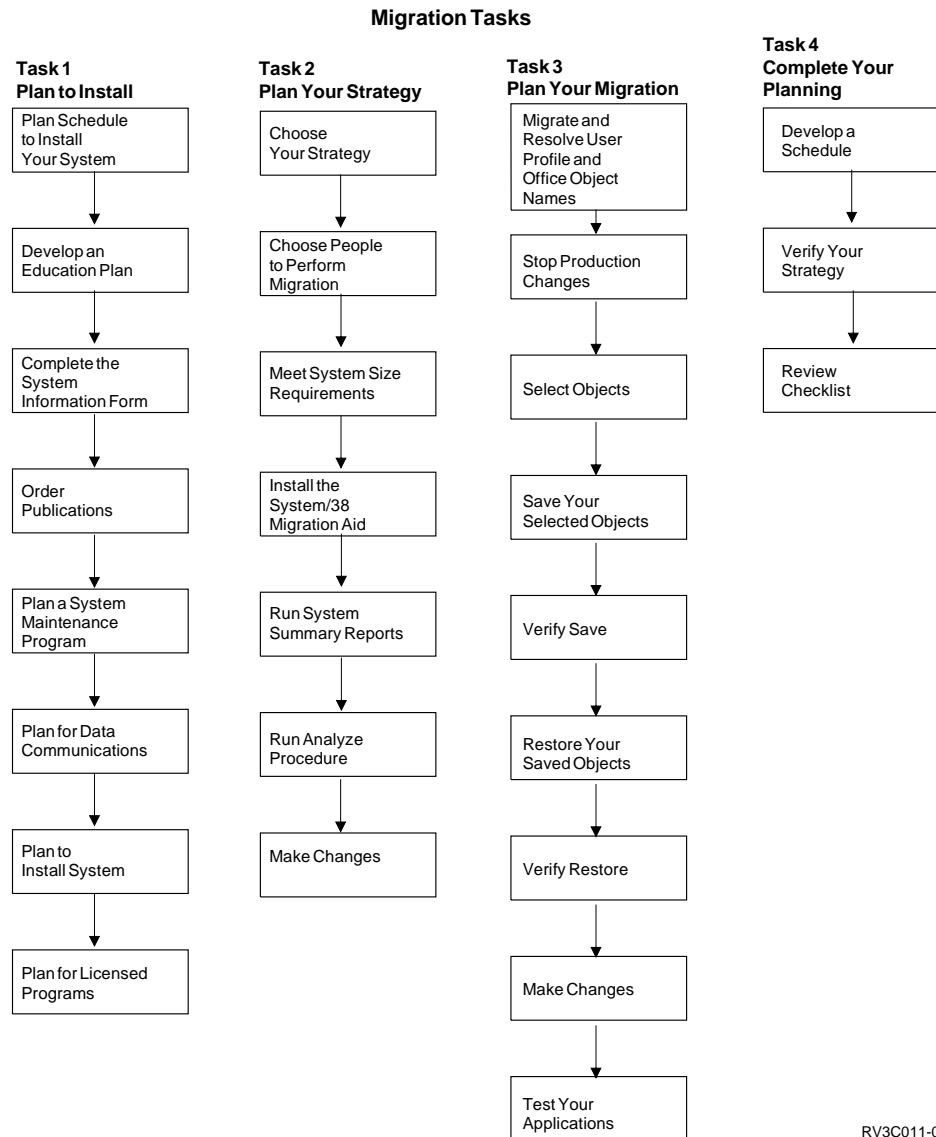 Migration Tasks
Task 1
Plan to Install
Plan Schedule
to Install
Your System
Develop an
Education Plan
Complete the
System
Information Form
Order
Publications
Plan a System
Maintenance
Program
Plan for Data
Communications
Plan to
Install System
Plan for Licensed
Programs
Task 2
Plan Your Strategy
Choose
Your Strategy
Choose People
to Perform
Migration
Meet System Size
Requirements
Install the
System/38
Migration Aid
Run System
Summary Reports
Run Analyze
Procedure
Make Changes
Task 3
Plan Your Migration
Migrate and
Resolve User
Profile and
Office Object
Names
Stop Production
Changes
Select Objects
Save Your
Selected Objects
Verify Save
Restore Your
Saved Objects
Verify Restore
Make Changes
Test Your
Applications
Task 4
Complete Your
Planning
Develop a
Schedule
Verify Your
Strategy
Review
Checklist
RV3C011-0